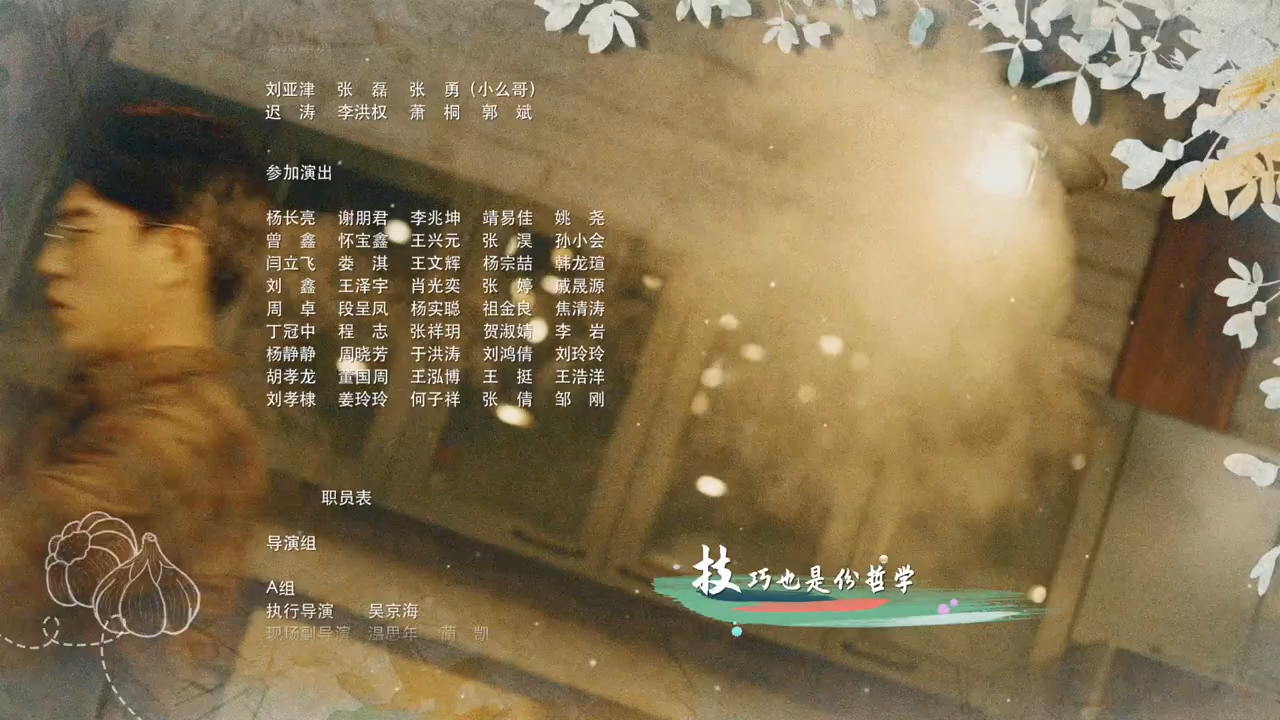 刘亚津 张 磊 张 勇（小么哥）
迟 涛 李洪权 萧 桐 郭 斌
参加演出
杨长亮 谢朋君 李兆坤 靖易佳 姚 尧
曾 鑫 怀宝鑫 王兴元 张 淏 孙小会
闫立飞 娄 淇 王文辉 杨宗喆 韩龙瑄
刘 鑫 王泽宇 肖光奕 张 婷 戚晟源
周 卓 段呈凤 杨实聪 祖金良 焦清涛
丁冠中 程 志 张祥玥 贺淑婧 李 岩
杨静静 周晓芳 于洪涛 刘鸿倩 刘玲玲
胡孝龙 董国周 王泓博 王 挺 王浩洋
刘孝棣 姜玲玲 何子祥 张 倩 邹 刚
职员表
导演组
A组
执行导演 吴京海
现场副导演 温思年 蔺 凯
技巧也是份哲学